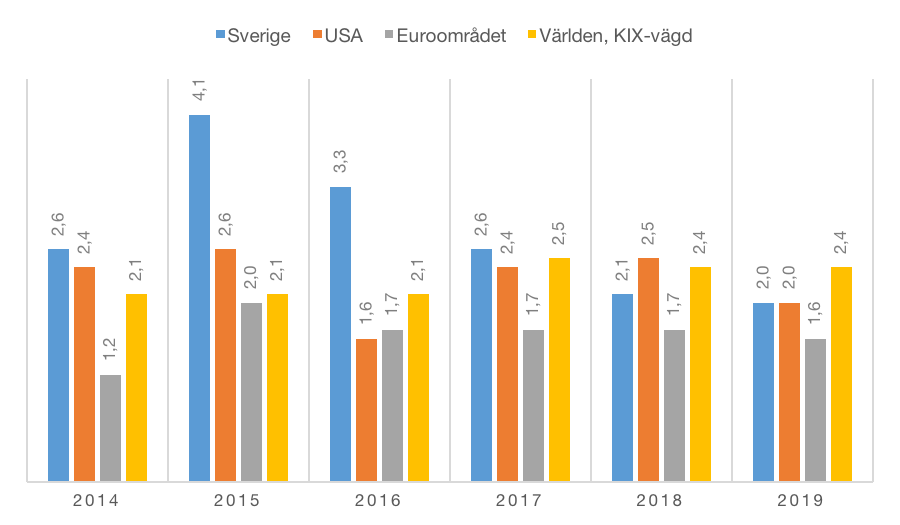 Sverige USA Euroområdet Världen, KIX-vägd
2,6 2,4 1,2 2,1
4,1 2,6 2,0 2,1
3,3 1,6 1,7 2,1
2,6 2,4 1,7 2,5
2,1 2,5 1,7 2,4
2,0 2,0 1,6 2,4
2014 2015 2016 2017 2018 2019